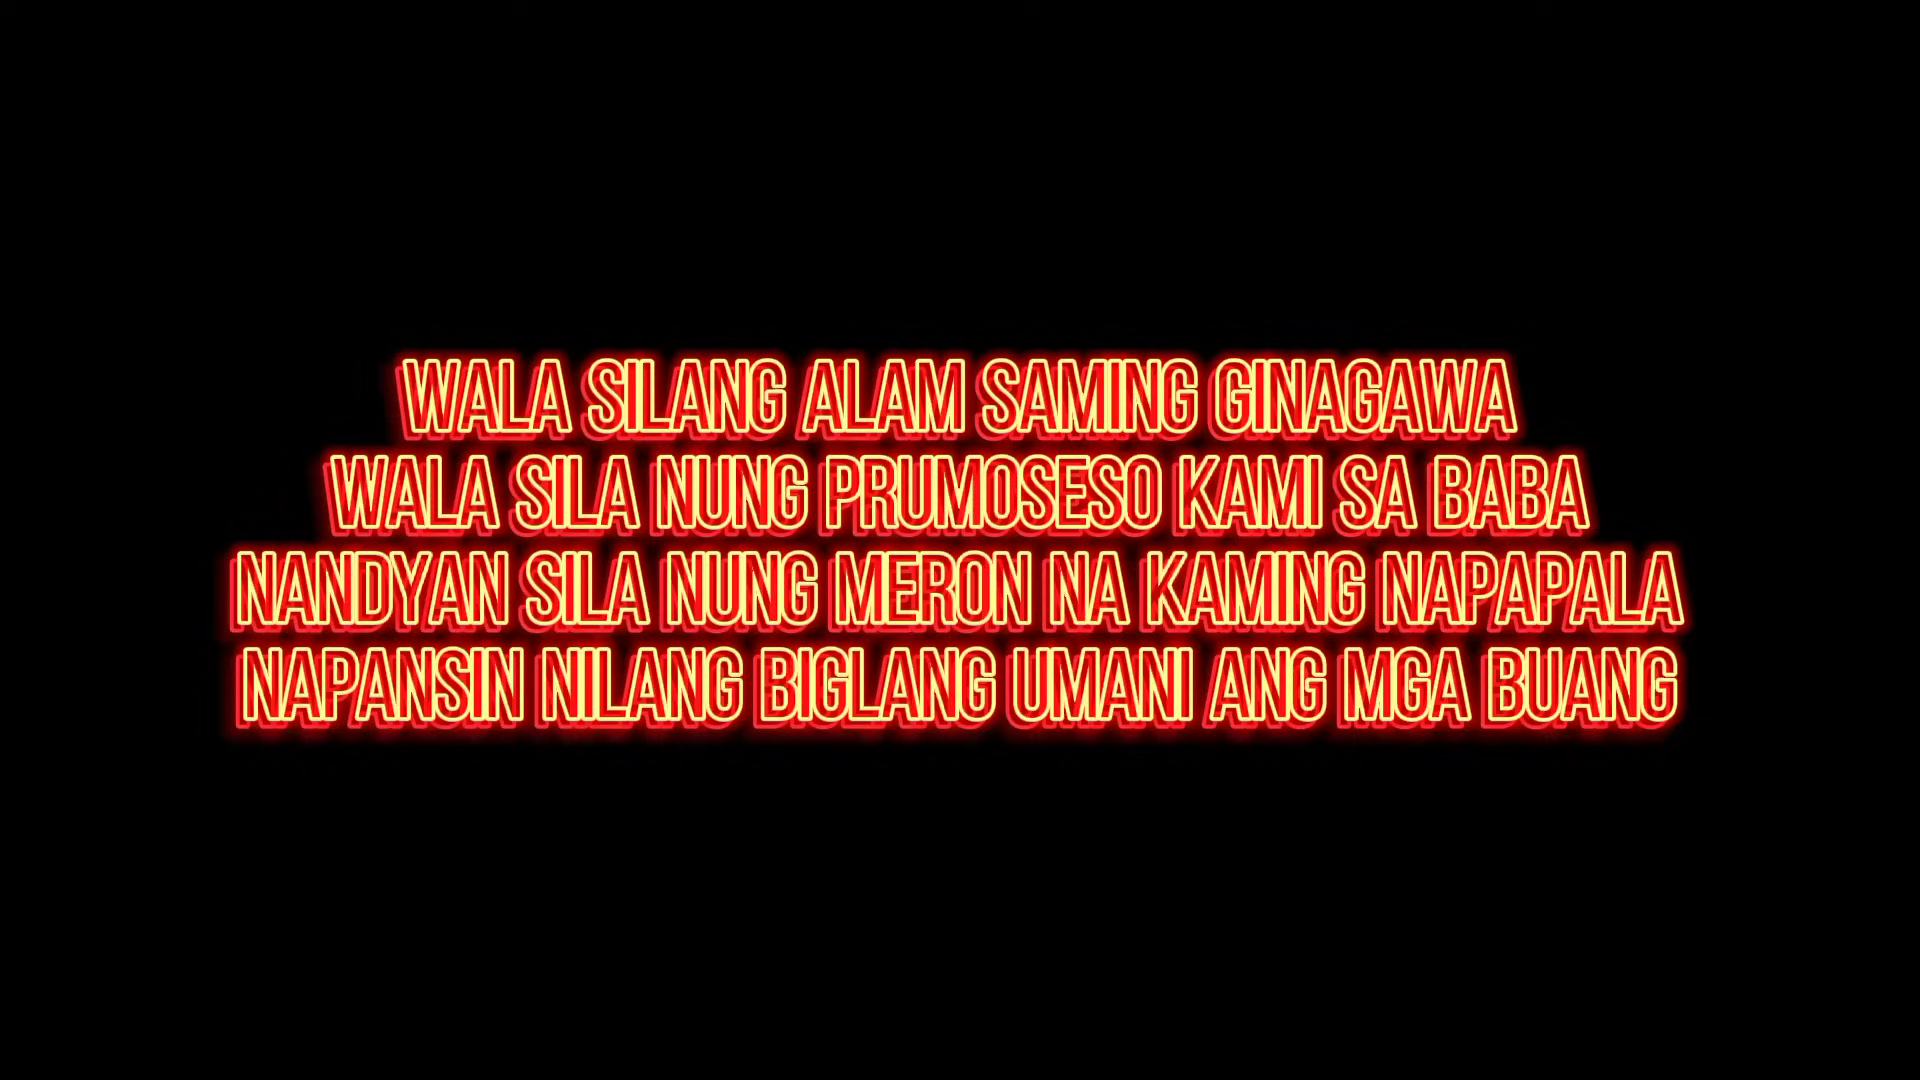 WALA SILANG ALAM SAMING GINAGAWA
WALA SILA NUNG PRUMOSESO KAMI SA BABA
NANDYAN SILA NUNG MERON NA KAMING NAPAPALA
NAPANSIN NILANG BIGLANG UMANI ANG MGA BUANG